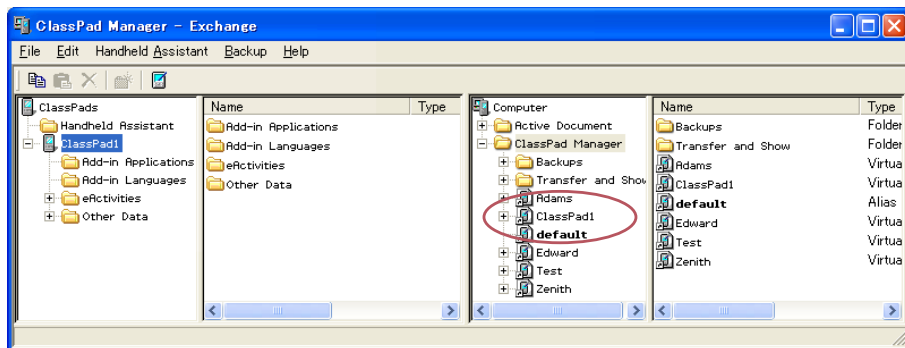 ClassPad Manager - Exchange
File Edit Handheld Assistant Backup Help
ClassPads
Handheld Assistant
ClassPad1
Add-in Applications
Add-in Languages
eActivities
Other Data
Name Type
Add-in Applications
Add-in Languages
eActivities
Other Data
Computer
Active Document
ClassPad Manager
Backups
Transfer and Show
Adams
ClassPad1
default
Edward
Test
Zenith
Name Type
Backups Folder
Transfer and Show Folder
Adams Virtua
ClassPad1 Virtua
default Alias
Edward Virtua
Test Virtua
Zenith Virtua